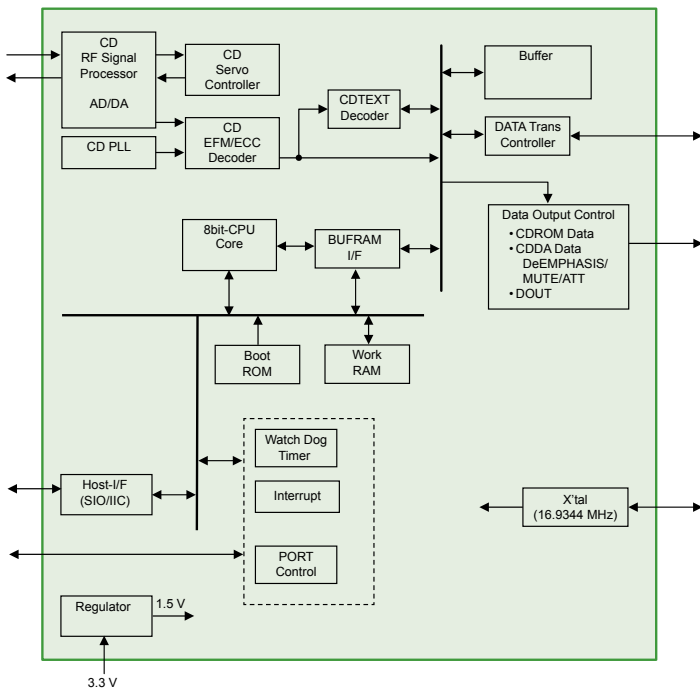 CD
RF Signal
Processor
AD/DA
CD
Servo
Controller
CD PLL
CD
EFM/ECC
Decoder
CDTEXT
Decoder
Buffer
DATA Trans
Controller
Data Output Control
• CDROM Data
• CDDA Data
DeEMPHASIS/
MUTE/ATT
• DOUT
8bit-CPU
Core
BUFRAM
I/F
Boot
ROM
Work
RAM
Watch Dog
Timer
Interrupt
PORT
Control
Host-I/F
(SIO/IIC)
X'tal
(16.9344 MHz)
Regulator
1.5 V
3.3 V